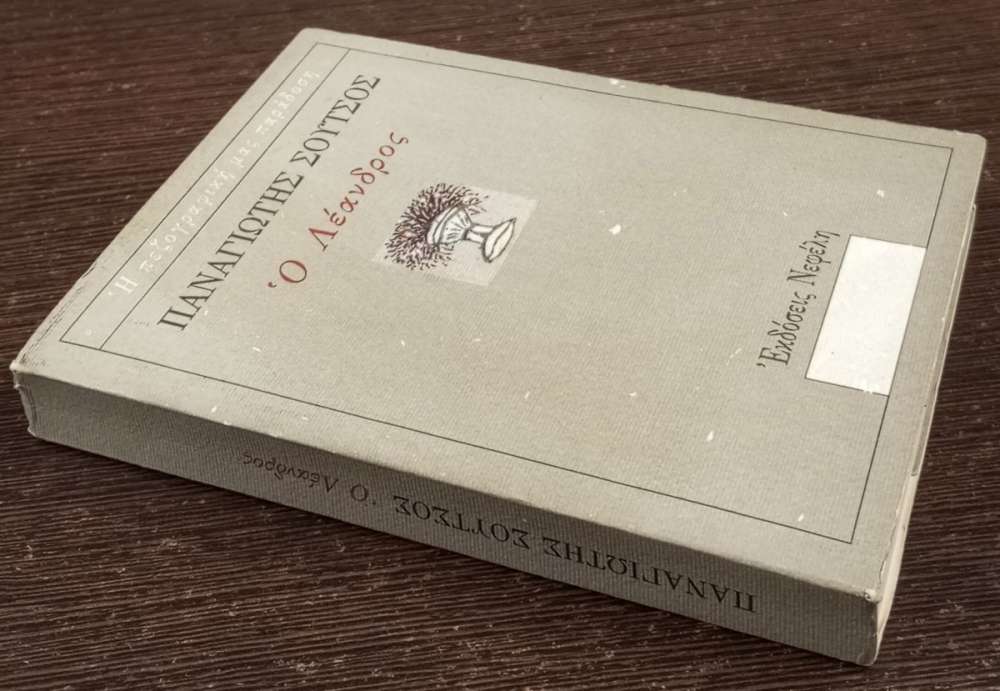 Ἡ πεζογραφική μας παράδοση
ΠΑΝΑΓΙΩΤΗΣ ΣΟΥΤΣΟΣ
Ὁ Λέανδρος
Ἐκδόσεις Νεφέλη
ΠΑΝΑΓΙΩΤΗΣ ΣΟΥΤΣΟΣ Ὁ Λέανδρος